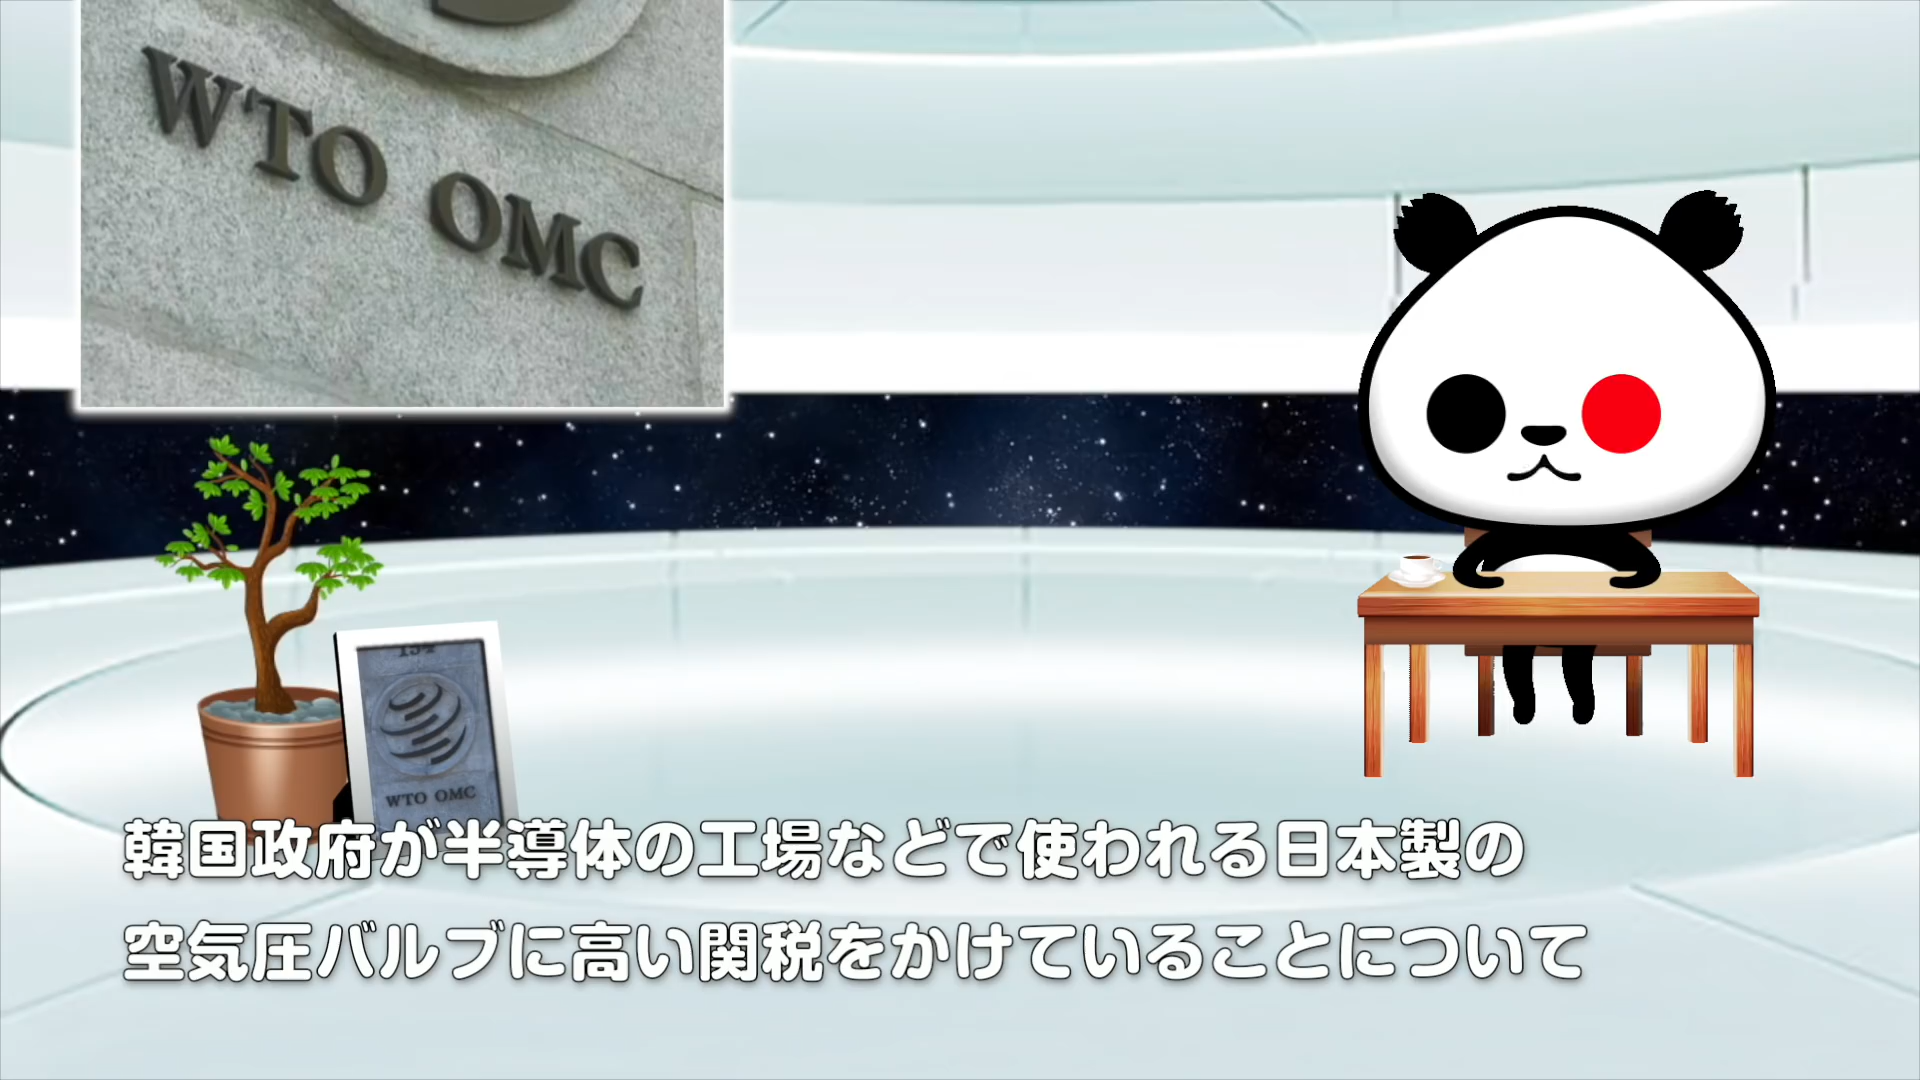 WTO OMC
154
WTO OMC
韓国政府が半導体の工場などで使われる日本製の
空気圧バルブに高い関税をかけていることについて